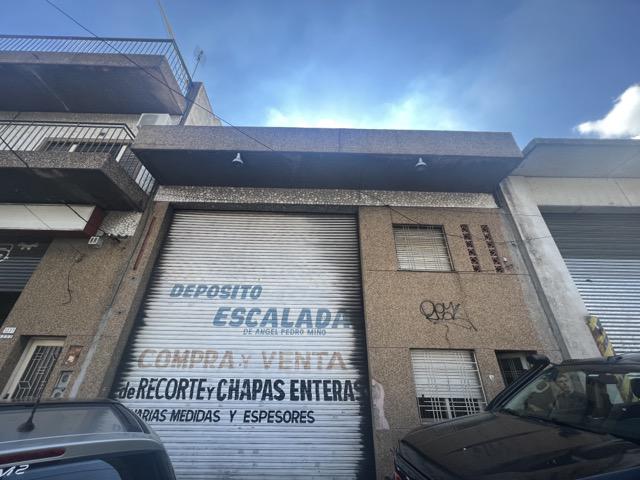 DEPOSITO
ESCALADA
DE ANGEL PEDRO MIÑO
COMPRA Y VENTA
de RECORTE Y CHAPAS ENTERAS
VARIAS MEDIDAS Y ESPESORES